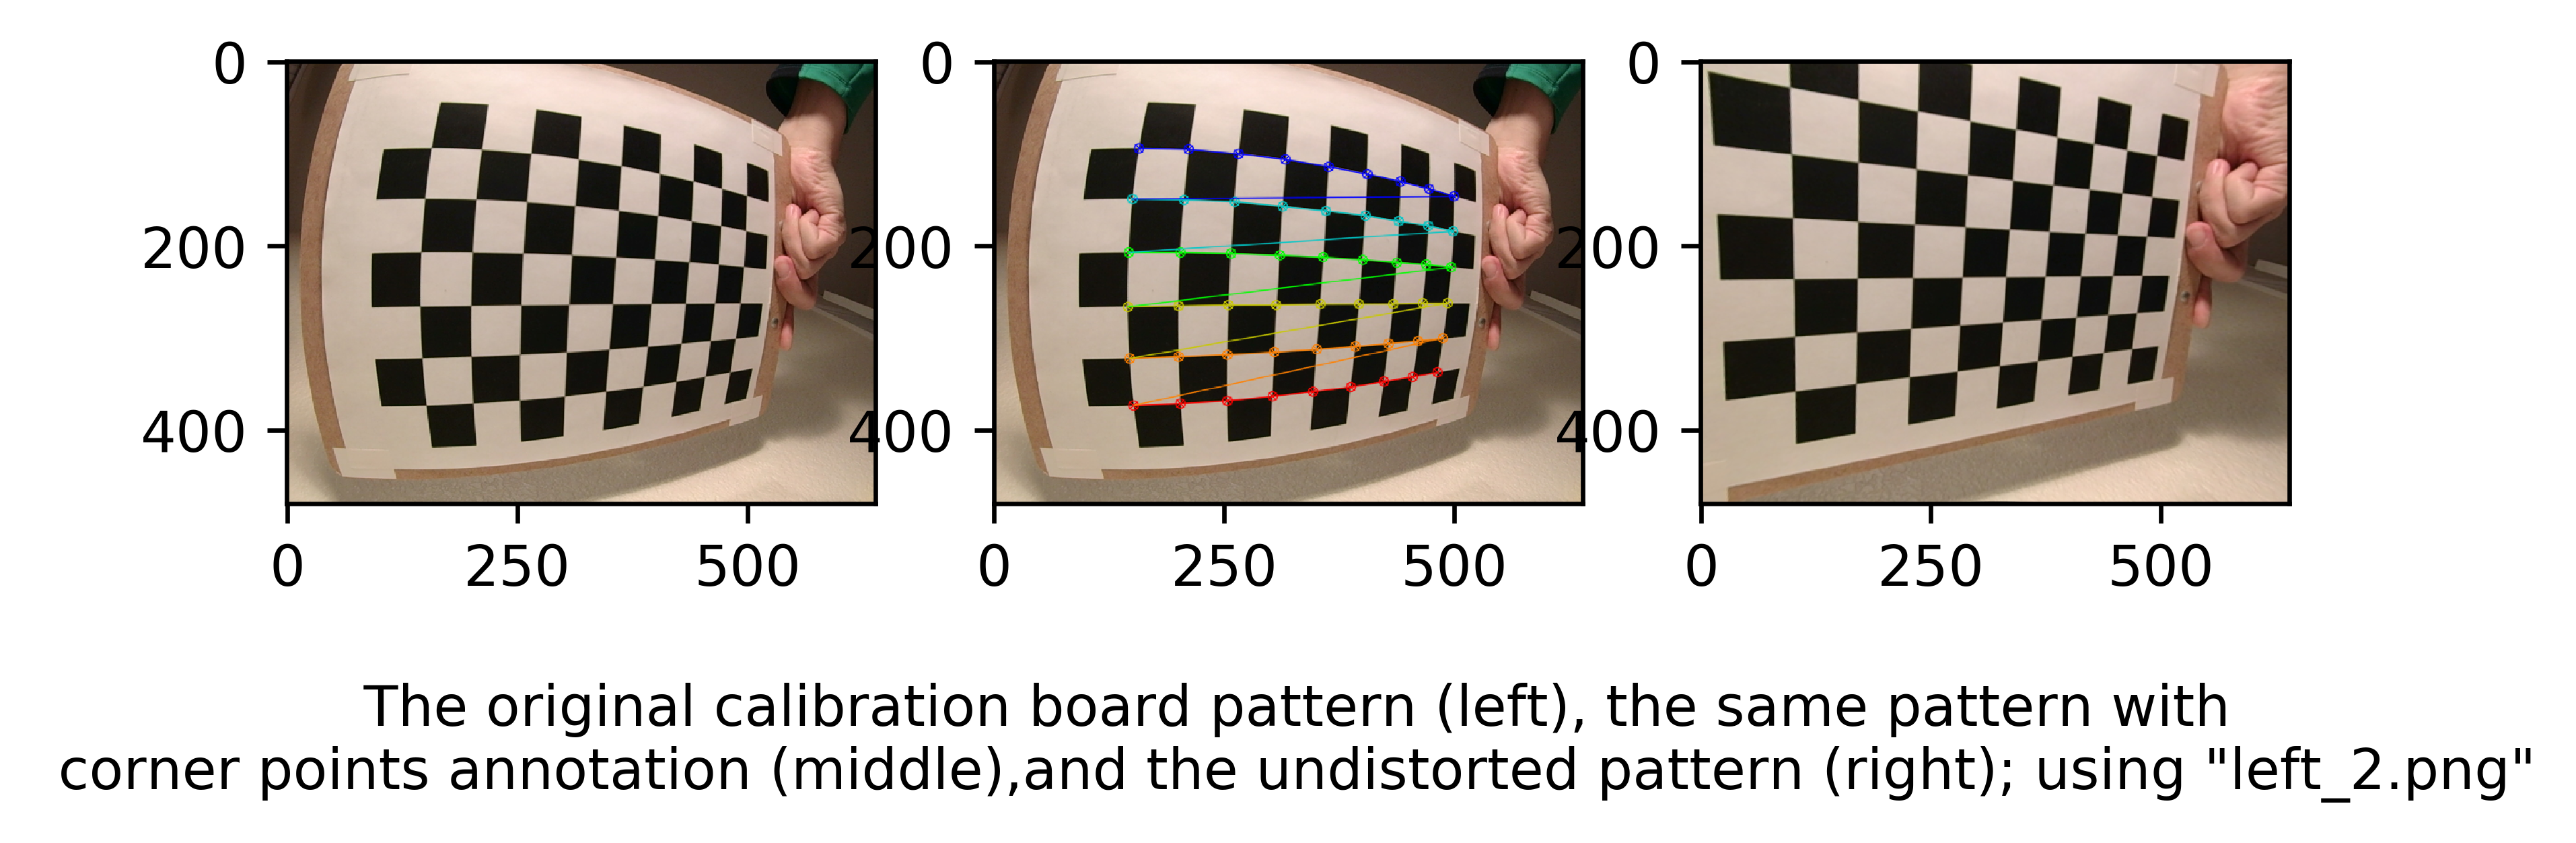 0
200
400
0 250 500
0
200
400
0 250 500
0
200
400
0 250 500
The original calibration board pattern (left), the same pattern with
corner points annotation (middle),and the undistorted pattern (right); using "left_2.png"